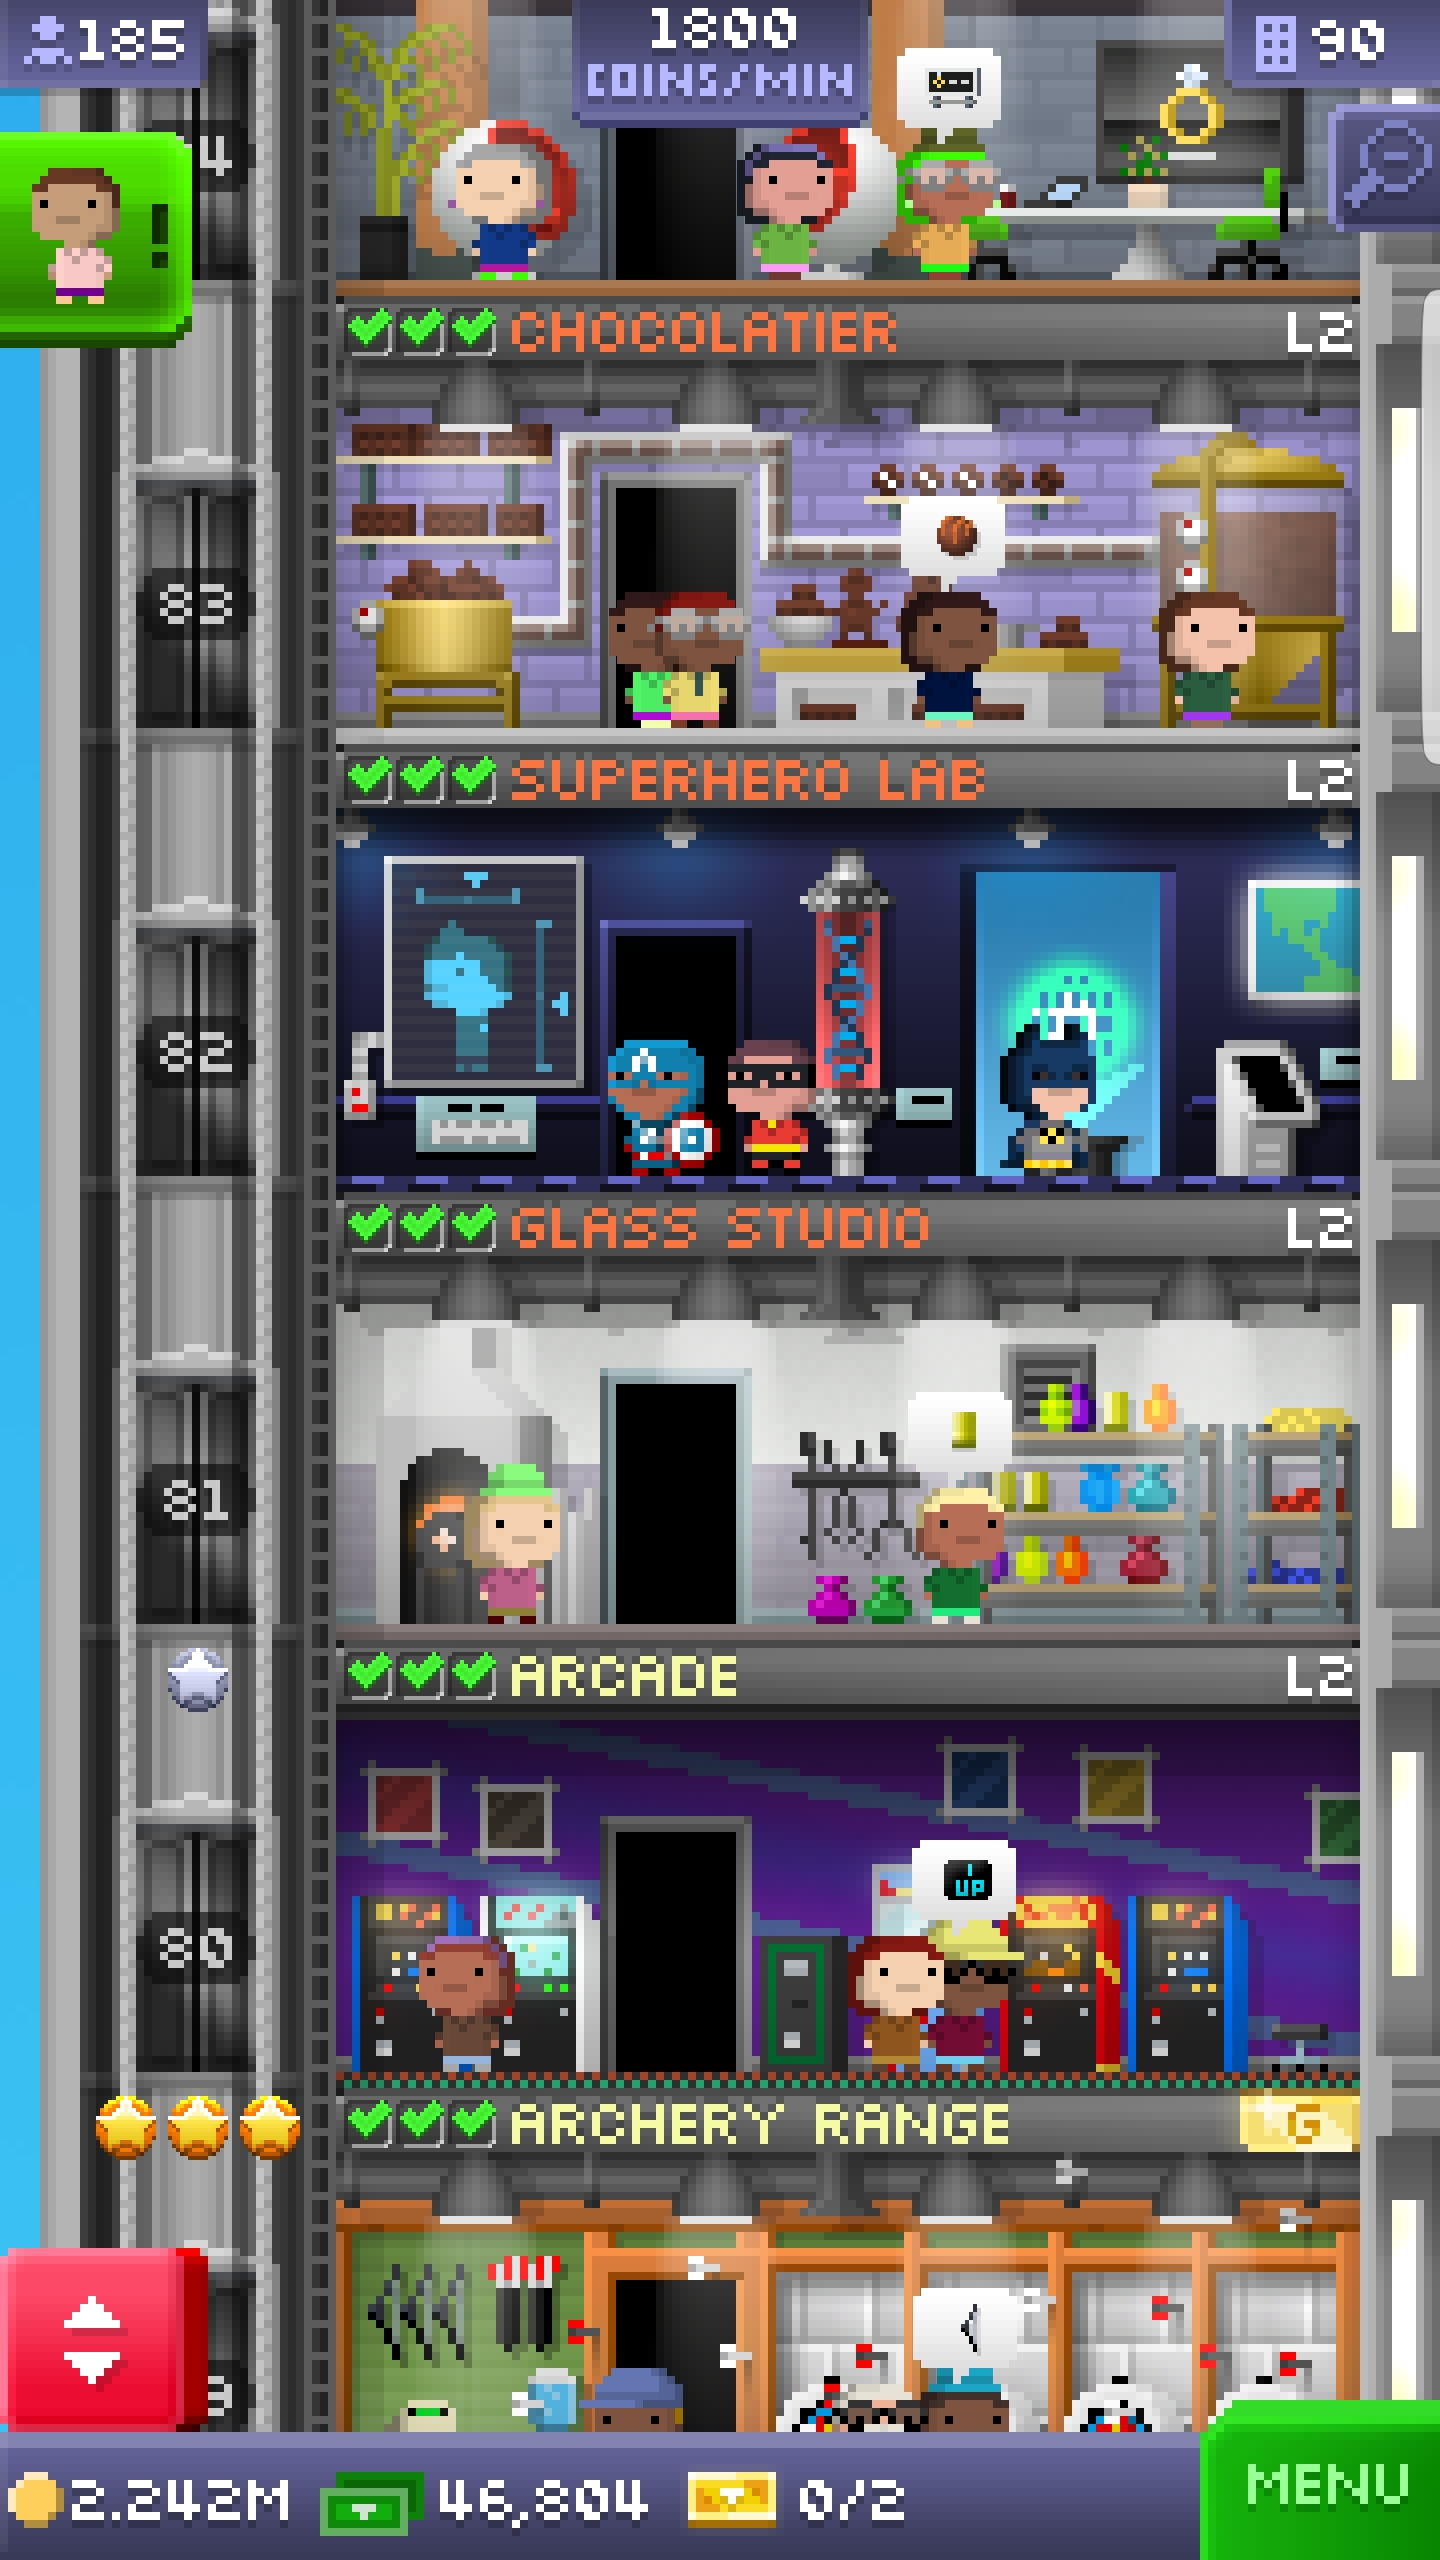 185
1800
COINS/MIN
90
4
!
CHOCOLATIER L2
83
SUPERHERO LAB L2
82
A
GLASS STUDIO L2
81
ARCADE L2
80
1
UP
ARCHERY RANGE G
2.242M 46,804 0/2
MENU